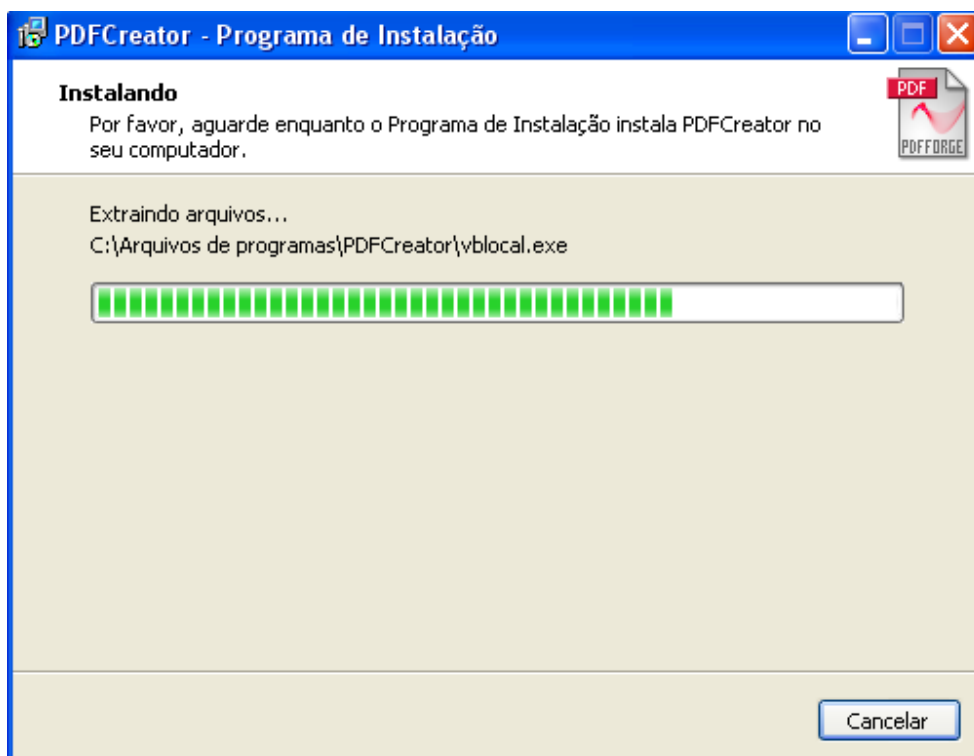 PDFCreator - Programa de Instalação
Instalando
Por favor, aguarde enquanto o Programa de Instalação instala PDFCreator no
seu computador.
PDF
PDFFORGE
Extraindo arquivos...
C:\Arquivos de programas\PDFCreator\vblocal.exe
Cancelar